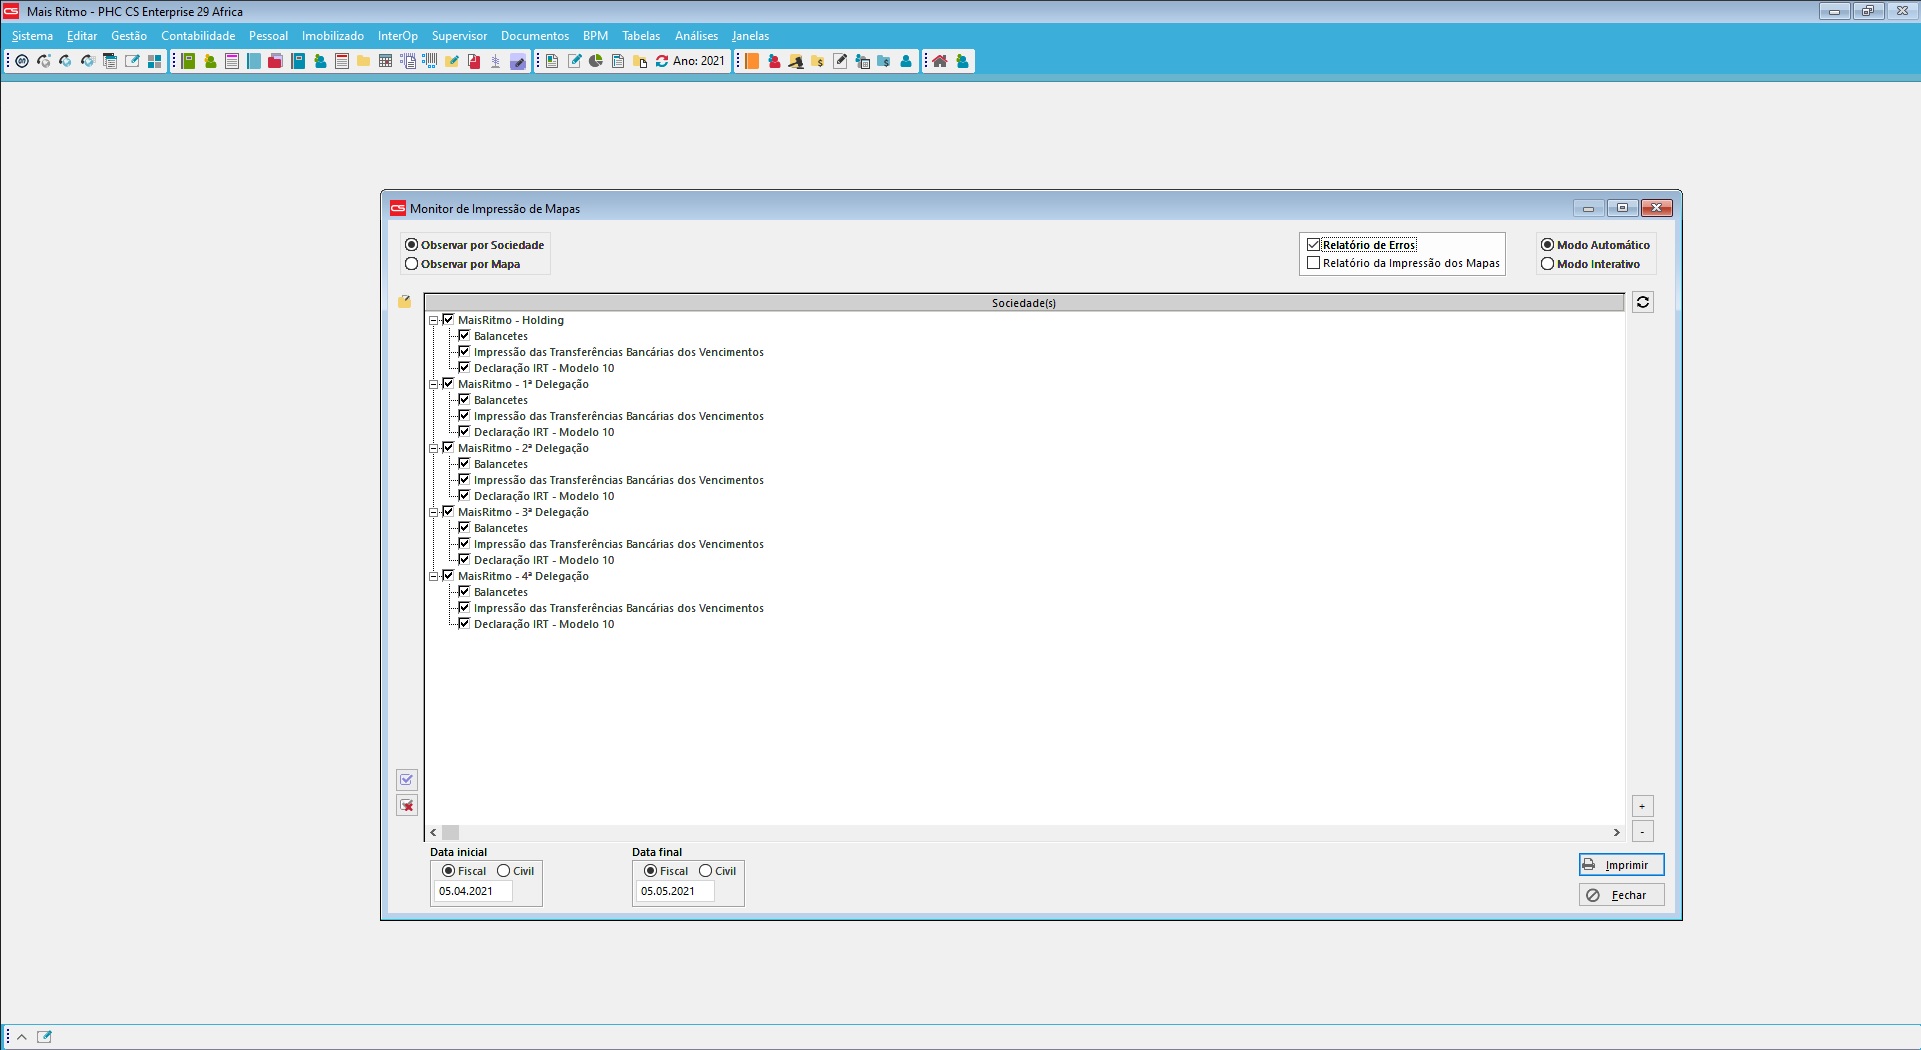 CS Mais Ritmo - PHC CS Enterprise 29 Africa
Sistema Editar Gestão Contabilidade Pessoal Imobilizado InterOp Supervisor Documentos BPM Tabelas Análises Janelas
Ano: 2021
CS Monitor de Impressão de Mapas
Observar por Sociedade
Observar por Mapa
Relatório de Erros
Relatório da Impressão dos Mapas
Modo Automático
Modo Interativo
Sociedade(s)
MaisRitmo - Holding
Balancetes
Impressão das Transferências Bancárias dos Vencimentos
Declaração IRT - Modelo 10
MaisRitmo - 1ª Delegação
Balancetes
Impressão das Transferências Bancárias dos Vencimentos
Declaração IRT - Modelo 10
MaisRitmo - 2ª Delegação
Balancetes
Impressão das Transferências Bancárias dos Vencimentos
Declaração IRT - Modelo 10
MaisRitmo - 3ª Delegação
Balancetes
Impressão das Transferências Bancárias dos Vencimentos
Declaração IRT - Modelo 10
MaisRitmo - 4ª Delegação
Balancetes
Impressão das Transferências Bancárias dos Vencimentos
Declaração IRT - Modelo 10
+
-
Data inicial
Fiscal Civil
05.04.2021
Data final
Fiscal Civil
05.05.2021
Imprimir
Fechar